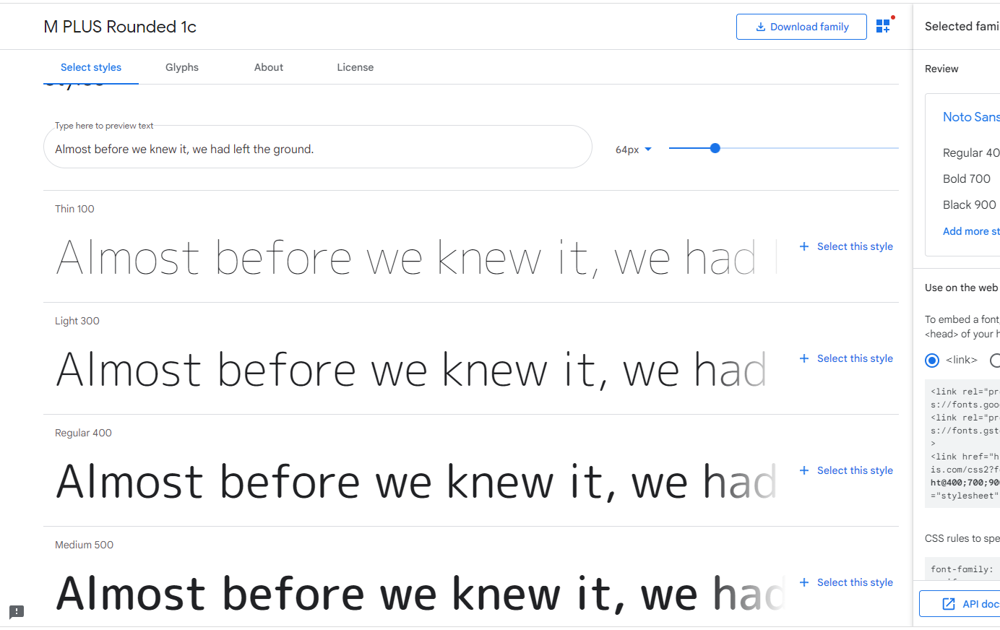 M PLUS Rounded 1c
Download family
Select styles
Glyphs
About
License
Styles
Type here to preview text
Almost before we knew it, we had left the ground.
64px
Thin 100
Almost before we knew it, we had
Select this style
Light 300
Almost before we knew it, we had
Select this style
Regular 400
Almost before we knew it, we had
Select this style
Medium 500
Almost before we knew it, we had
Select this style
Selected fami
Review
Noto Sans
Regular 40
Bold 700
Black 900
Add more st
Use on the web
To embed a font,
<head> of your h
<link>
<link rel="pr
s://fonts.goo
<link rel="pr
s://fonts.gst
>
<link href="h
is.com/css2?f
ht@400;700;90
="stylesheet"
CSS rules to spe
font-family:
API doc